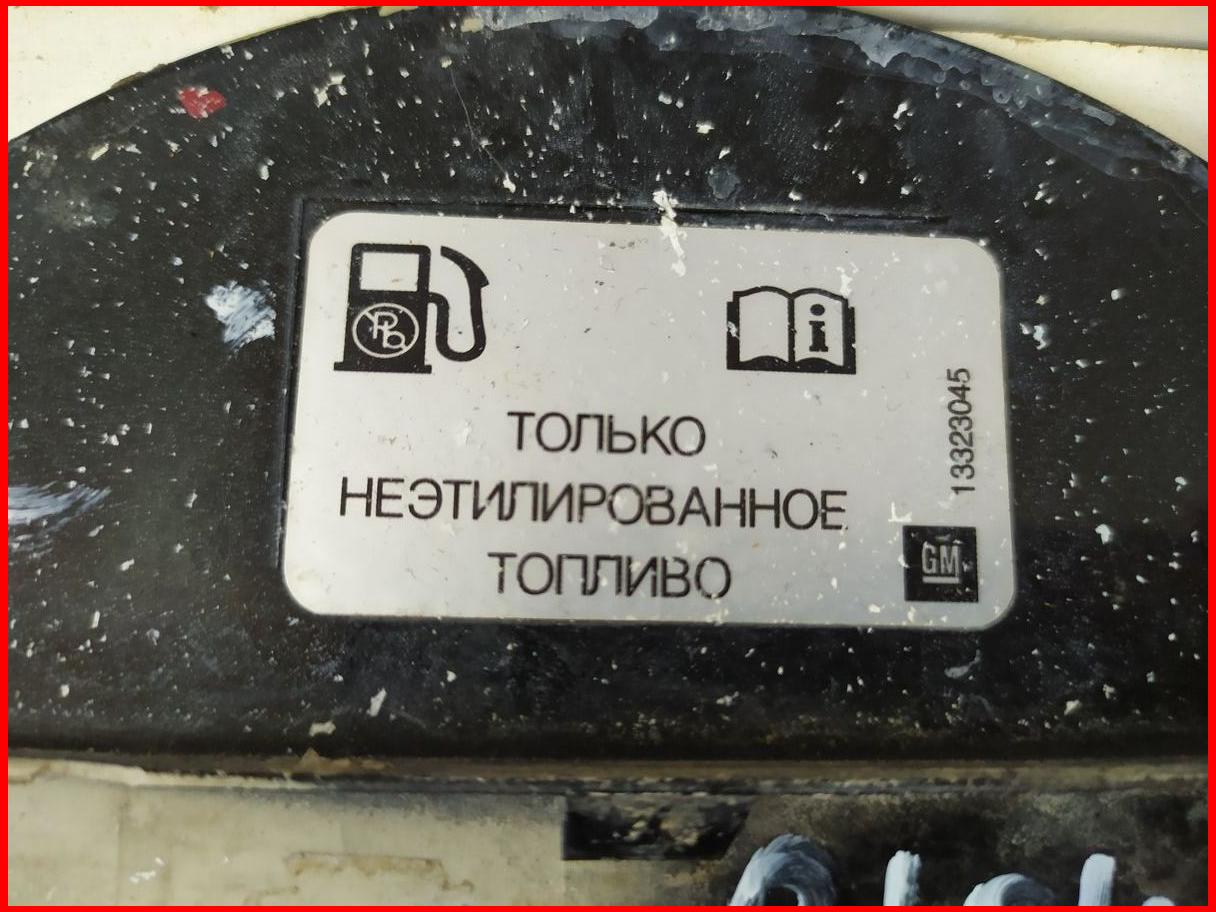 Pb
ТОЛЬКО
НЕЭТИЛИРОВАННОЕ
ТОПЛИВО
13323045
GM